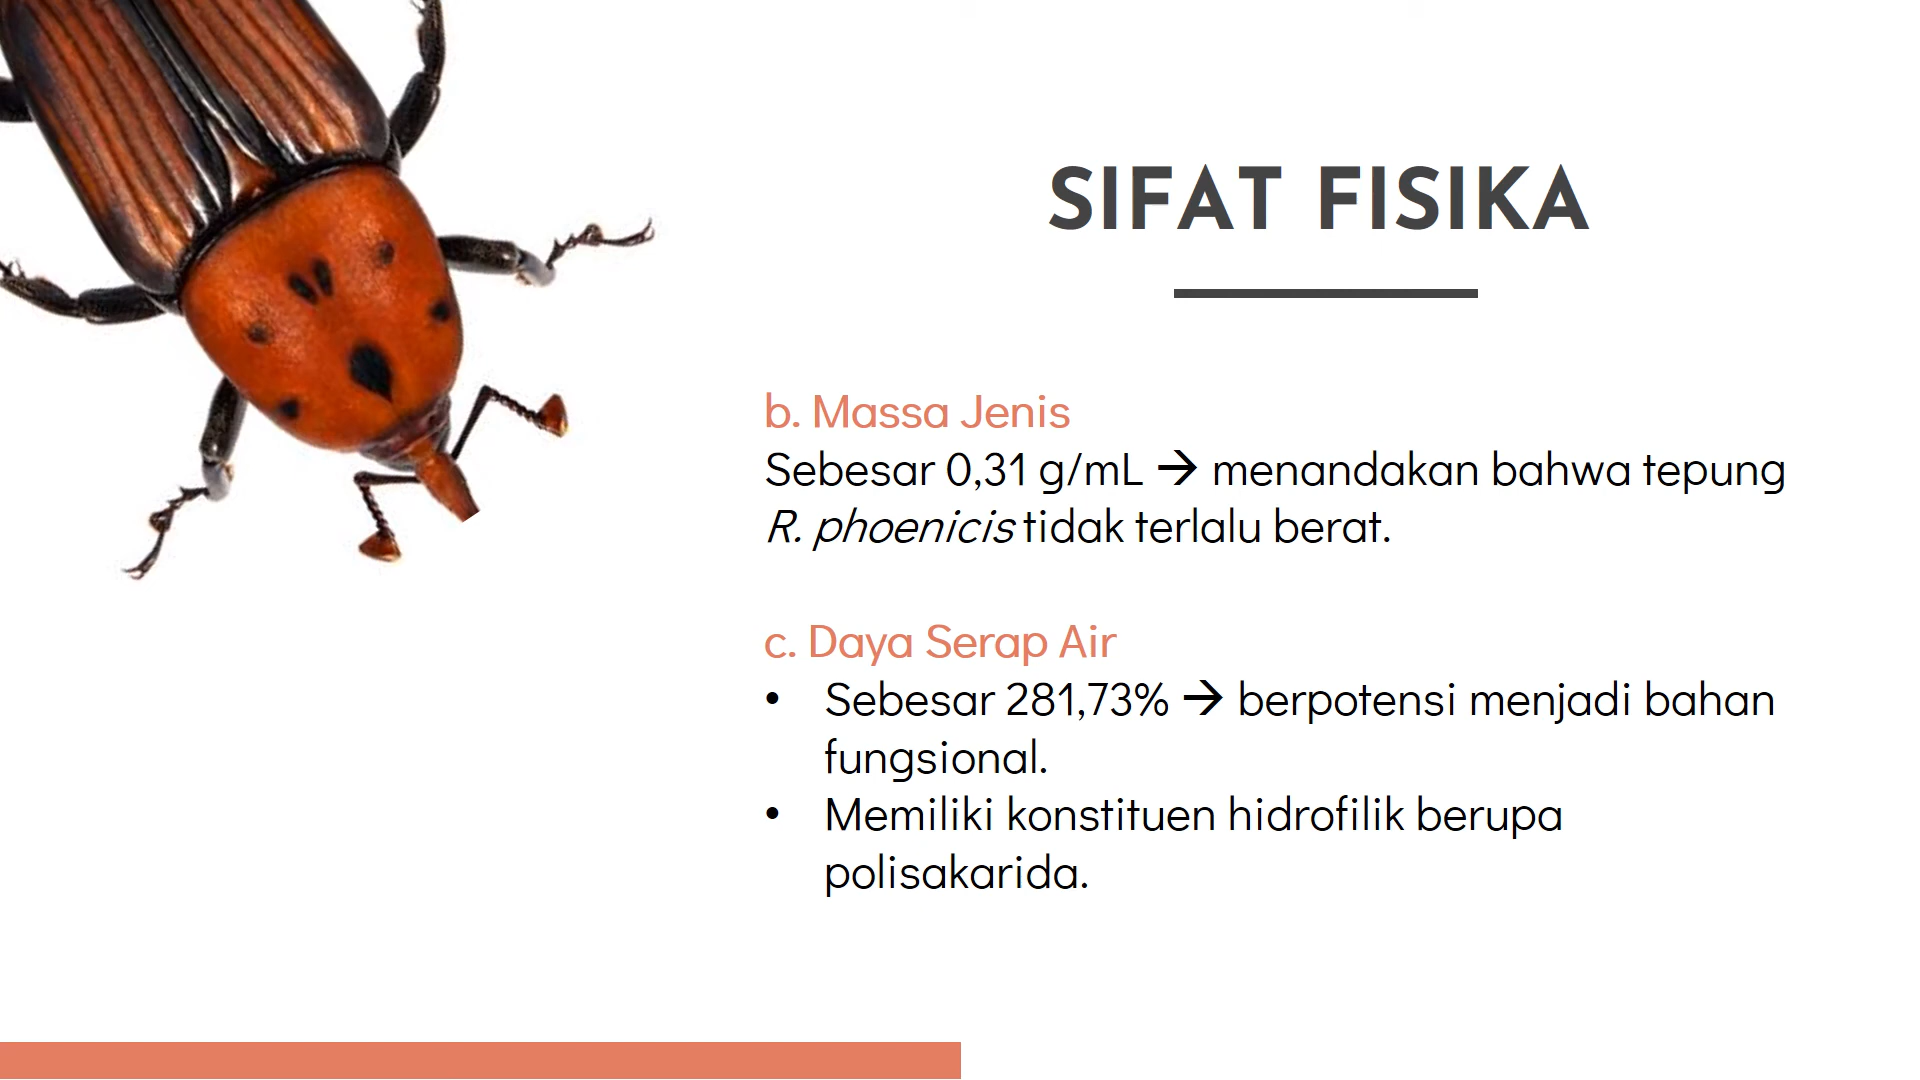 SIFAT FISIKA
b. Massa Jenis
Sebesar 0,31 g/mL → menandakan bahwa tepung
R. phoenicis tidak terlalu berat.
c. Daya Serap Air
• Sebesar 281,73% → berpotensi menjadi bahan
fungsional.
• Memiliki konstituen hidrofilik berupa
polisakarida.